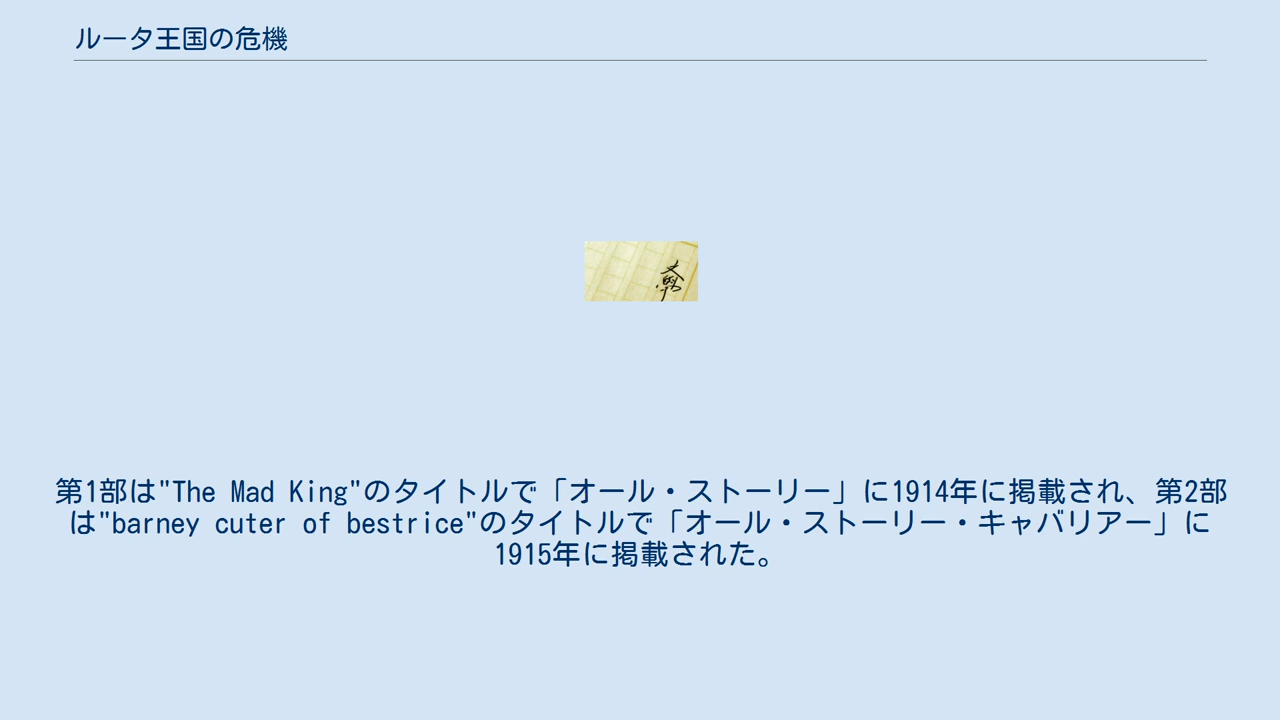 ルータ王国の危機
第1部は"The Mad King"のタイトルで「オール・ストーリー」に1914年に掲載され、第2部
は"barney cuter of bestrice"のタイトルで「オール・ストーリー・キャバリアー」に
1915年に掲載された。